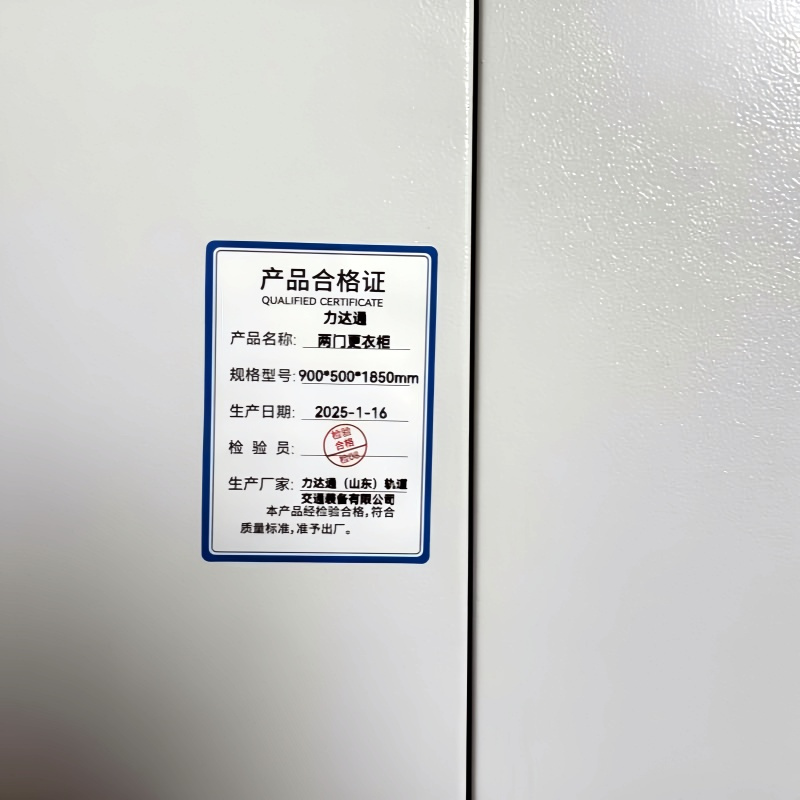 产品合格证
QUALIFIED CERTIFICATE
力达通
产品名称: 两门更衣柜
规格型号: 900*500*1850mm
生产日期: 2025-1-16
检 验 员: 检验
合格
生产厂家: 力达通（山东）轨道
交通装备有限公司
本产品经检验合格,符合
质量标准,准予出厂。